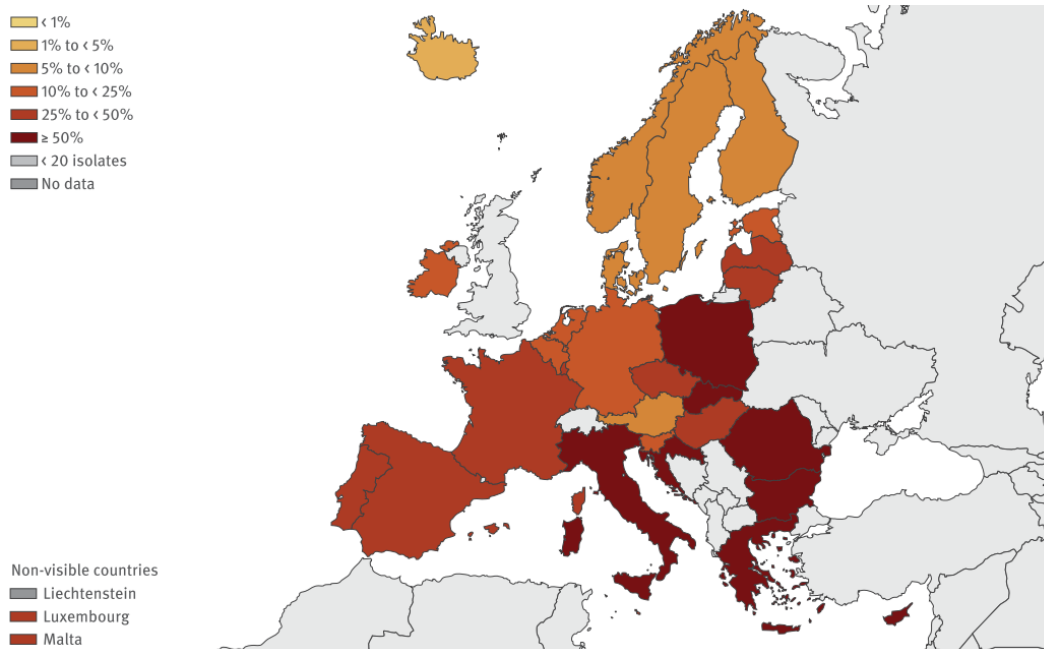 < 1%
1% to < 5%
5% to < 10%
10% to < 25%
25% to < 50%
≥ 50%
< 20 isolates
No data
Non-visible countries
Liechtenstein
Luxembourg
Malta